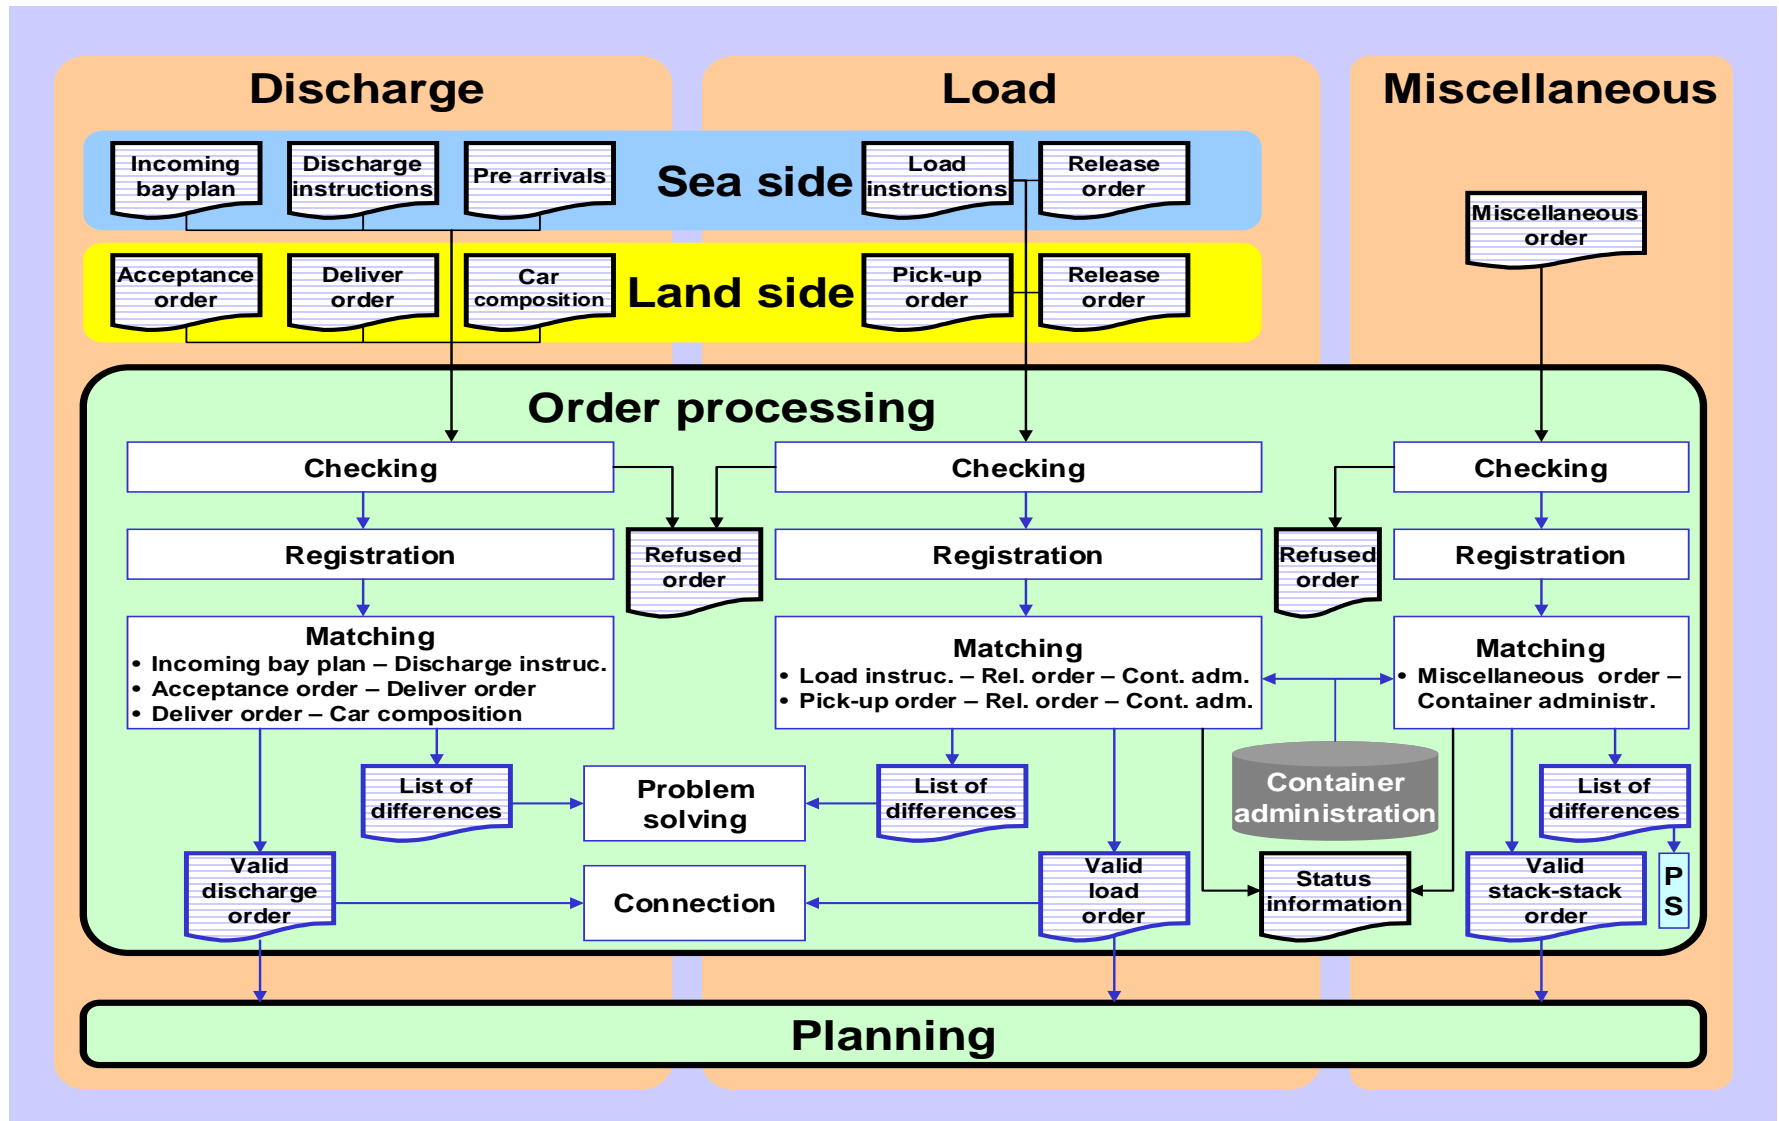 Discharge
Load
Miscellaneous
Incoming
bay plan
Discharge
instructions
Pre arrivals
Sea side
Load
instructions
Release
order
Miscellaneous
order
Acceptance
order
Deliver
order
Car
composition
Land side
Pick-up
order
Release
order
Order processing
Checking
Checking
Checking
Registration
Refused
order
Registration
Refused
order
Registration
Matching
• Incoming bay plan – Discharge instruc.
• Acceptance order – Deliver order
• Deliver order – Car composition
Matching
• Load instruc. – Rel. order – Cont. adm.
• Pick-up order – Rel. order – Cont. adm.
Matching
• Miscellaneous order –
Container administr.
List of
differences
Problem
solving
List of
differences
Container
administration
List of
differences
Valid
discharge
order
Connection
Valid
load
order
Status
information
Valid
stack-stack
order
P
S
Planning